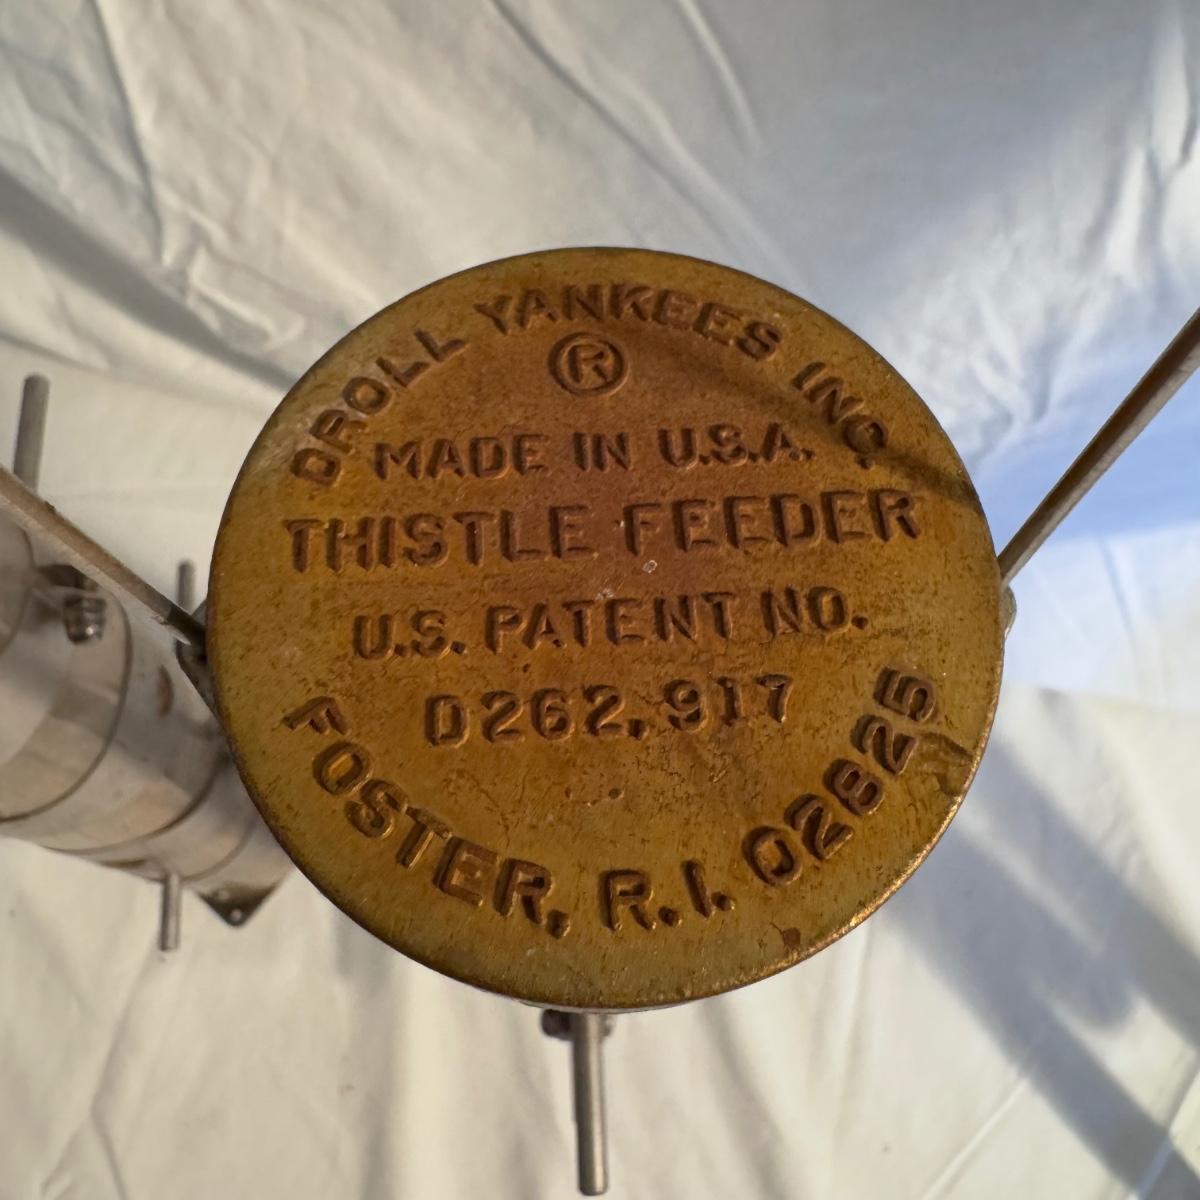 DROLL YANKEES INC.
®
MADE IN U.S.A.
THISTLE FEEDER
U.S. PATENT NO.
D262,917
FOSTER, R.I. 02825